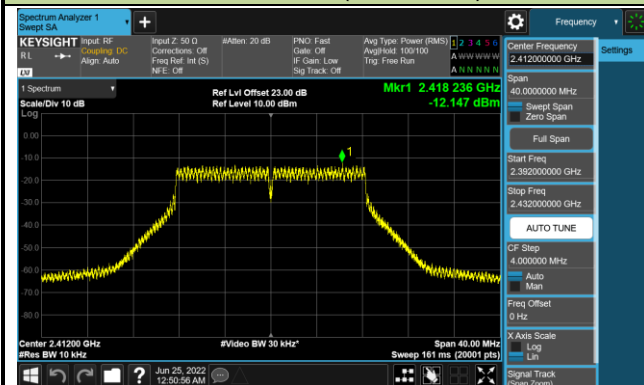 Spectrum Analyzer 1
Swept SA
Frequency
KEYSIGHT
RL
LXI
Input: RF
Coupling: DC
Align: Auto
Input Z: 50 Ω
Corrections: Off
Freq Ref: Int (S)
NFE: Off
#Atten: 20 dB
PNO: Fast
Gate: Off
IF Gain: Low
Sig Track: Off
Avg Type: Power (RMS)
Avg|Hold: 100/100
Trig: Free Run
1 2 3 4 5 6
A W W W W W
A N N N N N
Center Frequency
2.412000000 GHz
Settings
1 Spectrum
Scale/Div 10 dB
Log
Ref Lvl Offset 23.00 dB
Ref Level 10.00 dBm
Mkr1 2.418 236 GHz
-12.147 dBm
Span
40.0000000 MHz
Swept Span
Zero Span
Full Span
Start Freq
2.392000000 GHz
Stop Freq
2.432000000 GHz
AUTO TUNE
CF Step
4.000000 MHz
Auto
Man
Freq Offset
0 Hz
X Axis Scale
Log
Lin
Signal Track
(Span Zoom)
1
0.00
-10.0
-20.0
-30.0
-40.0
-50.0
-60.0
-70.0
-80.0
Center 2.41200 GHz
#Res BW 10 kHz
#Video BW 30 kHz*
Span 40.00 MHz
Sweep 161 ms (20001 pts)
?
Jun 25, 2022
12:50:56 AM